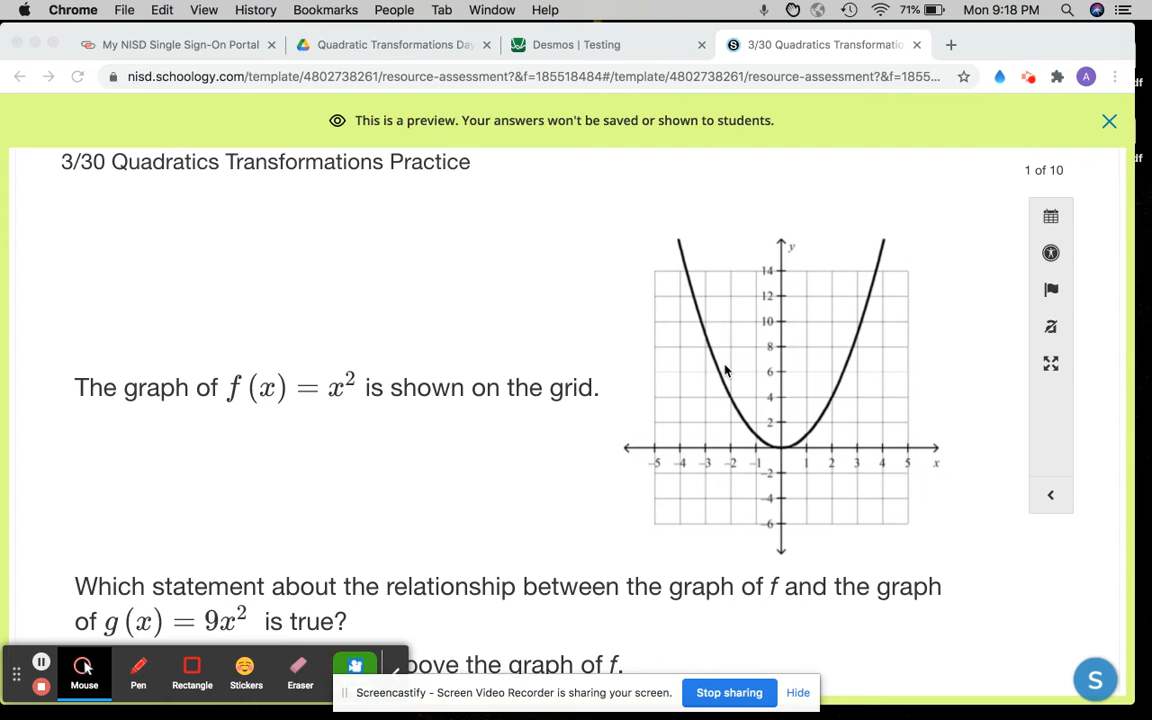 Chrome File Edit View History Bookmarks People Tab Window Help 71% Mon 9:18 PM
My NISD Single Sign-On Portal Quadratic Transformations Day Desmos | Testing 3/30 Quadratics Transformatio
nisd.schoology.com/template/4802738261/resource-assessment?&f=185518484#/template/4802738261/resource-assessment?&f=1855... A
df
This is a preview. Your answers won't be saved or shown to students.
df
3/30 Quadratics Transformations Practice
1 of 10
y
14
12
10
8
6
4
2
-5 -4 -3 -2 -1 1 2 3 4 5 x
-2
-4
-6
The graph of f (x) = x² is shown on the grid.
Which statement about the relationship between the graph of f and the graph
of g (x) = 9x² is true?
bove the graph of f.
Mouse Pen Rectangle Stickers Eraser
Screencastify - Screen Video Recorder is sharing your screen. Stop sharing Hide
S